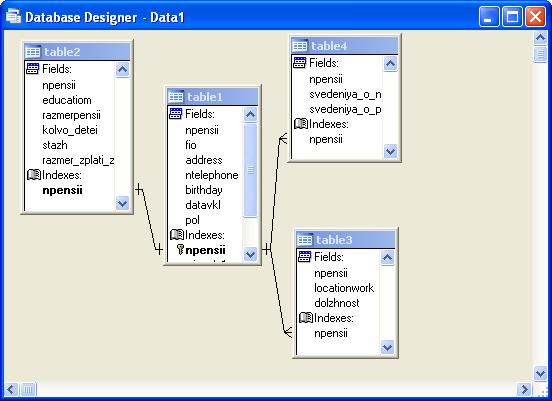 Database Designer - Data1
table2
Fields:
npensii
educatiom
razmerpensii
kolvo_detei
stazh
razmer_zplati_z
Indexes:
npensii
table1
Fields:
npensii
fio
address
ntelephone
birthday
datavkl
pol
Indexes:
npensii
table4
Fields:
npensii
svedeniya_o_n
svedeniya_o_p
Indexes:
npensii
table3
Fields:
npensii
locationwork
dolzhnost
Indexes:
npensii